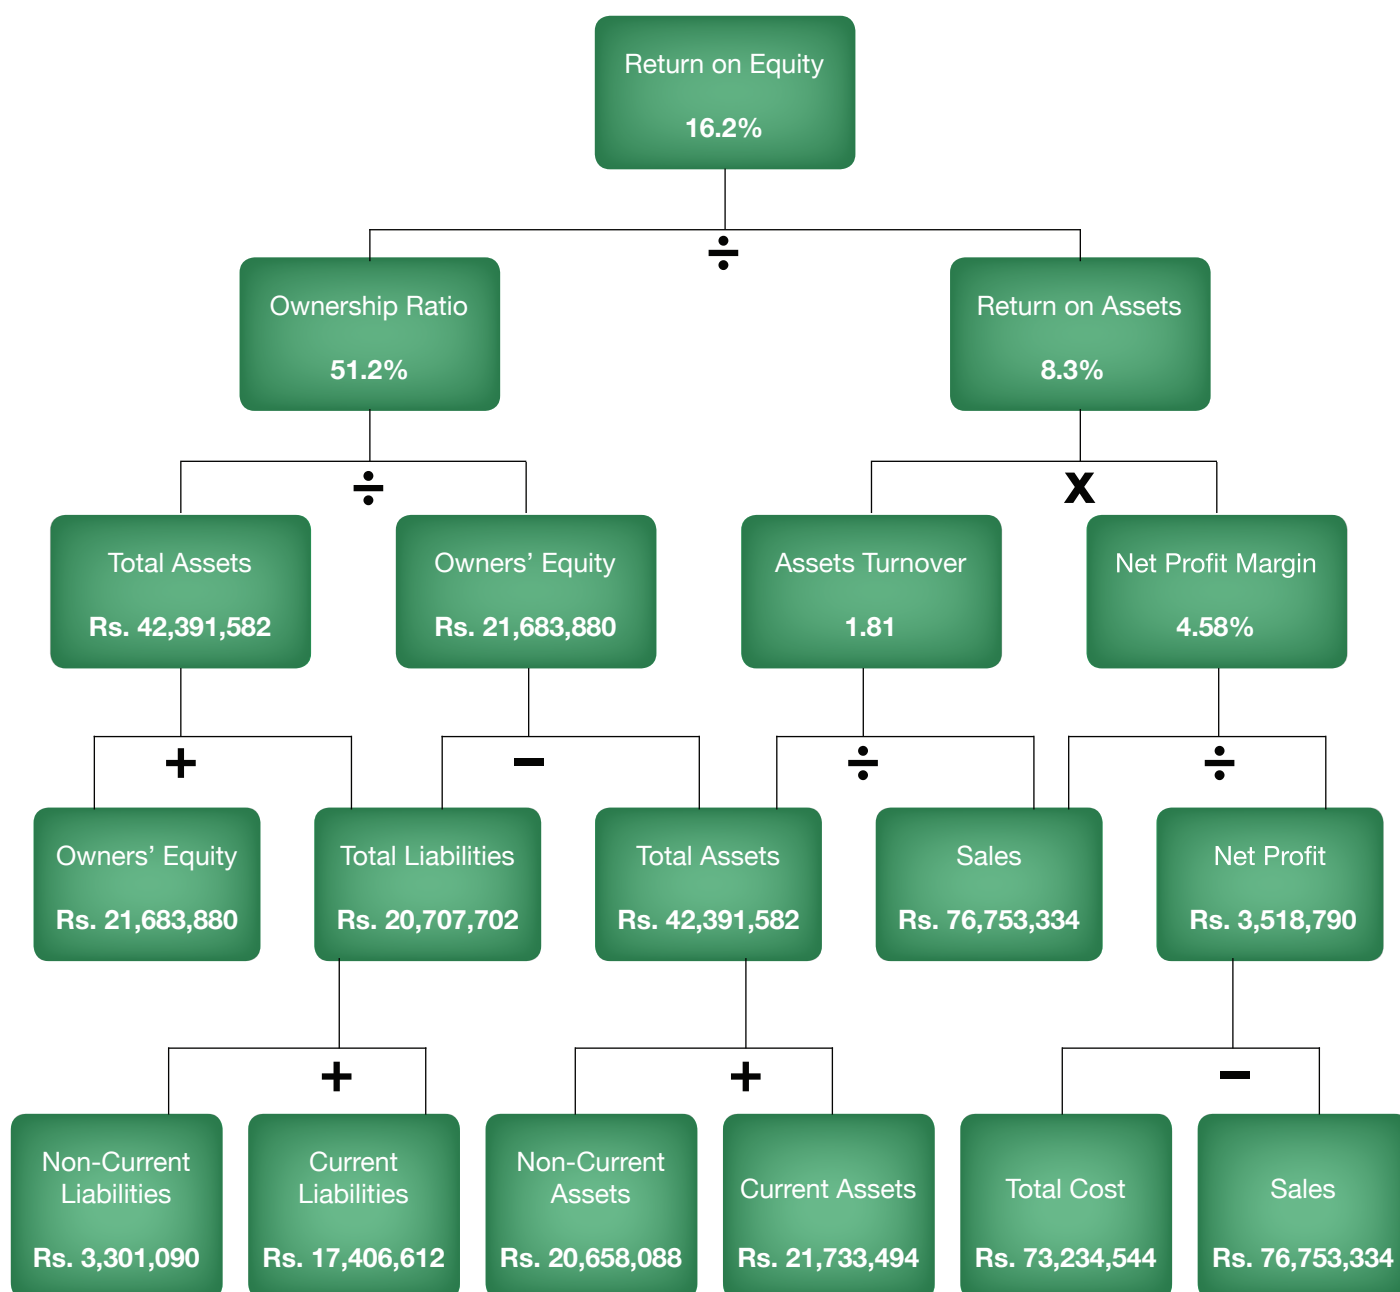 Return on Equity
16.2%
÷
Ownership Ratio
51.2%
Return on Assets
8.3%
÷
x
Total Assets
Rs. 42,391,582
Owners’ Equity
Rs. 21,683,880
Assets Turnover
1.81
Net Profit Margin
4.58%
+
−
÷
÷
Owners’ Equity
Rs. 21,683,880
Total Liabilities
Rs. 20,707,702
Total Assets
Rs. 42,391,582
Sales
Rs. 76,753,334
Net Profit
Rs. 3,518,790
+
+
−
Non-Current
Liabilities
Rs. 3,301,090
Current
Liabilities
Rs. 17,406,612
Non-Current
Assets
Rs. 20,658,088
Current Assets
Rs. 21,733,494
Total Cost
Rs. 73,234,544
Sales
Rs. 76,753,334